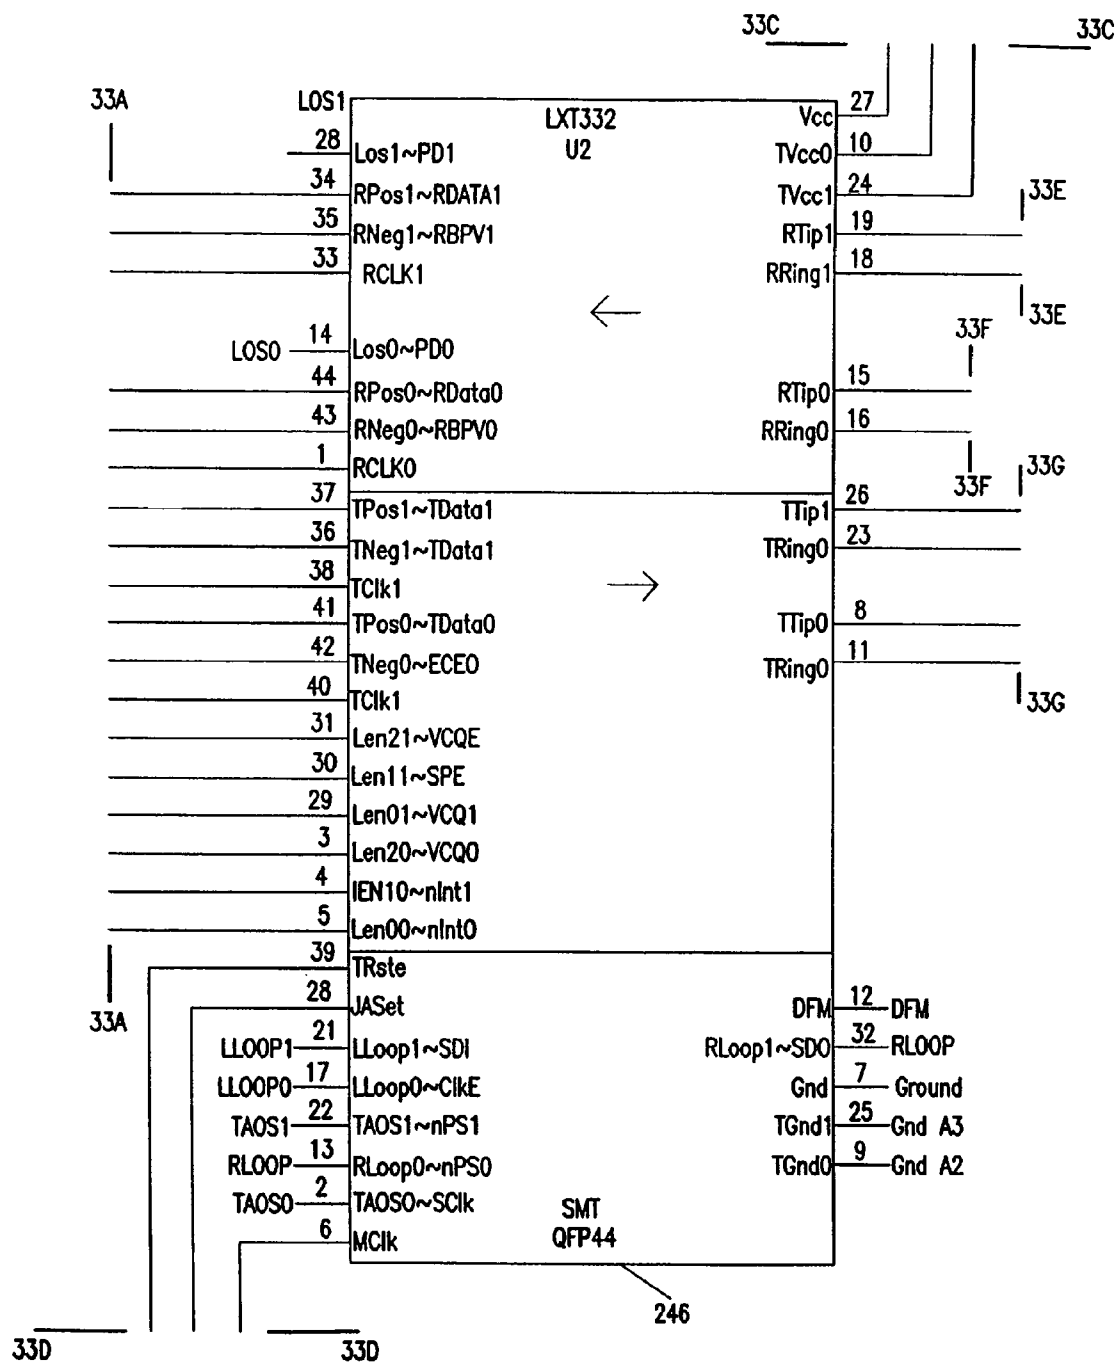 33C 33C
33A LOS1 LXT332 Vcc 27
U2
28 Los1~PD1 TVcc0 10
34 RPos1~RDATA1 TVcc1 24
33E
35 RNeg1~RBPV1 RTip1 19
33 RCLK1 RRing1 18
33E
LOS0 14 Los0~PD0 33F
44 RPos0~RData0 RTip0 15
43 RNeg0~RBPV0 RRing0 16
1 RCLK0 33F 33G
37 TPos1~TData1 TTip1 26
36 TNeg1~TData1 TRing0 23
38 TClk1
41 TPos0~TData0 TTip0 8
42 TNeg0~ECE0 TRing0 11
40 TClk1 33G
31 Len21~VCQE
30 Len11~SPE
29 Len01~VCQ1
3 Len20~VCQ0
4 lEN10~nInt1
5 Len00~nInt0
39 TRste
28 JASet DFM 12 DFM
33A
LLOOP1 21 LLoop1~SDI RLoop1~SDO 32 RLOOP
LLOOP0 17 LLoop0~ClkE Gnd 7 Ground
TAOS1 22 TAOS1~nPS1 TGnd1 25 Gnd A3
RLOOP 13 RLoop0~nPS0 TGnd0 9 Gnd A2
TAOS0 2 TAOS0~SClk SMT
6 MClk QFP44
246
33D 33D